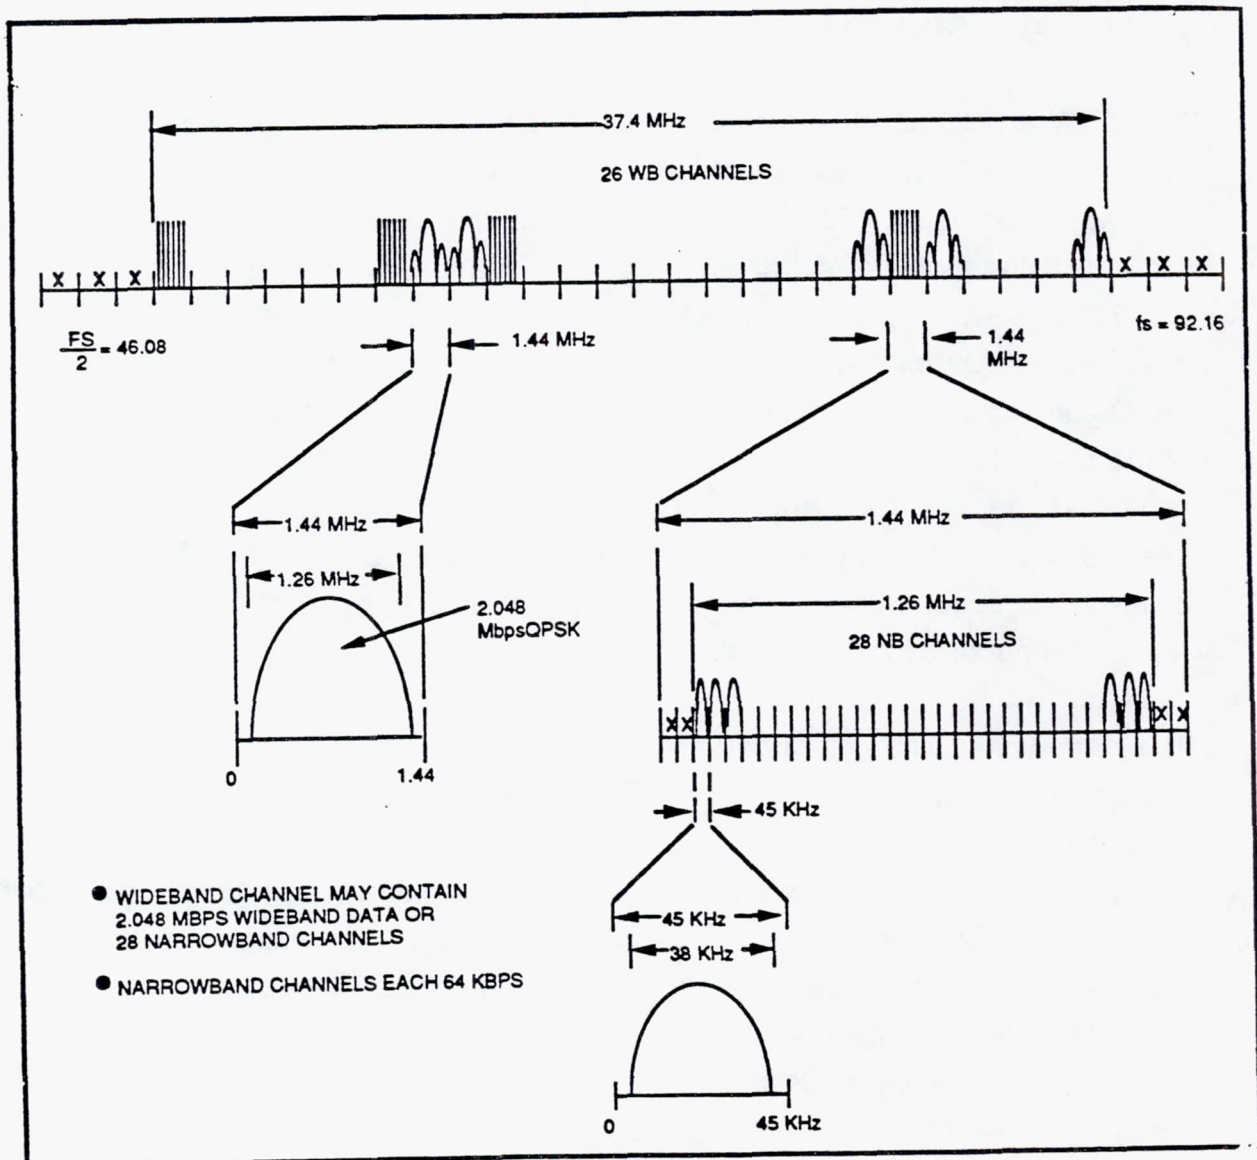 37.4 MHz
26 WB CHANNELS
X X X
X X X
FS
2
= 46.08
1.44 MHz
1.44
MHz
fs = 92.16
1.44 MHz
1.44 MHz
1.26 MHz
2.048
MbpsQPSK
1.26 MHz
28 NB CHANNELS
X X
X X
0
1.44
45 KHz
● WIDEBAND CHANNEL MAY CONTAIN
2.048 MBPS WIDEBAND DATA OR
28 NARROWBAND CHANNELS
45 KHz
38 KHz
● NARROWBAND CHANNELS EACH 64 KBPS
0
45 KHz